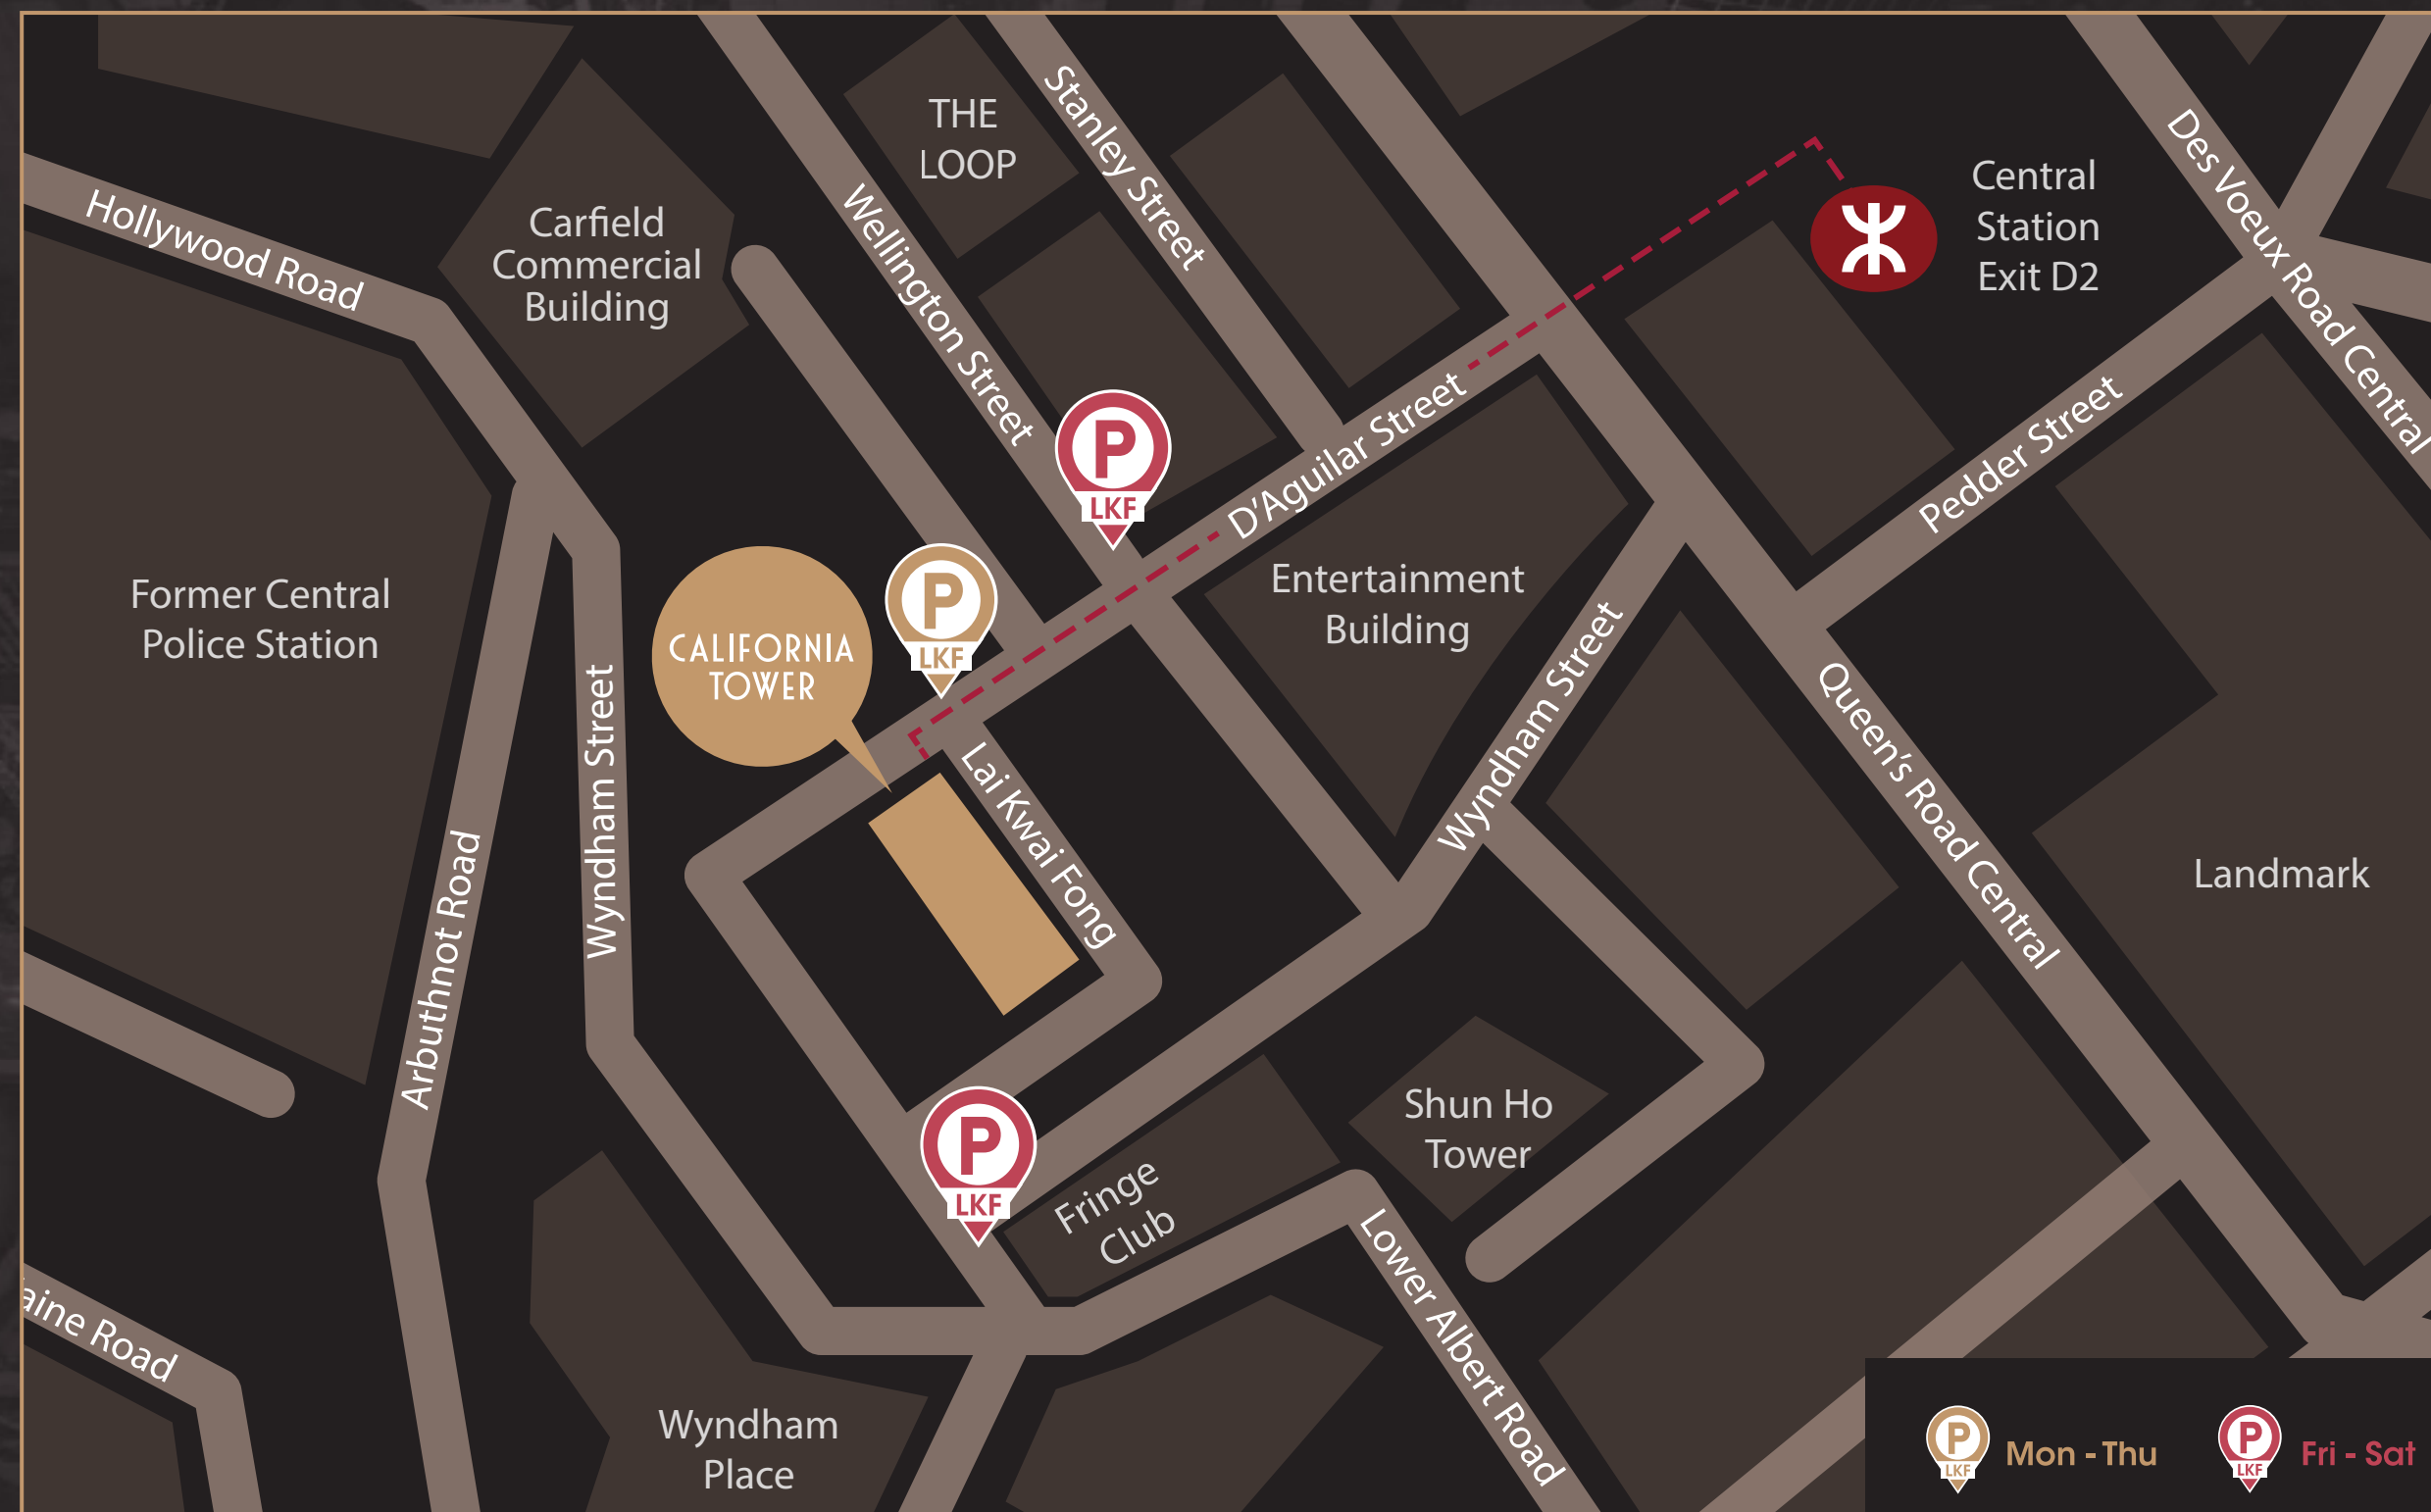 THE
LOOP
Stanley Street
Des Voeux Road Central
Central
Station
Exit D2
Hollywood Road
Carfield
Commercial
Building
Wellington Street
P
LKF
D'Aguilar Street
Pedder Street
Former Central
Police Station
CALIFORNIA
TOWER
P
LKF
Entertainment
Building
Wyndham Street
Wyndham Street
Queen's Road Central
Lai Kwai Fong
Landmark
Arbuthnot Road
P
LKF
Fringe
Club
Shun Ho
Tower
Lower Albert Road
aine Road
Wyndham
Place
P
LKF
Mon - Thu
P
LKF
Fri - Sat